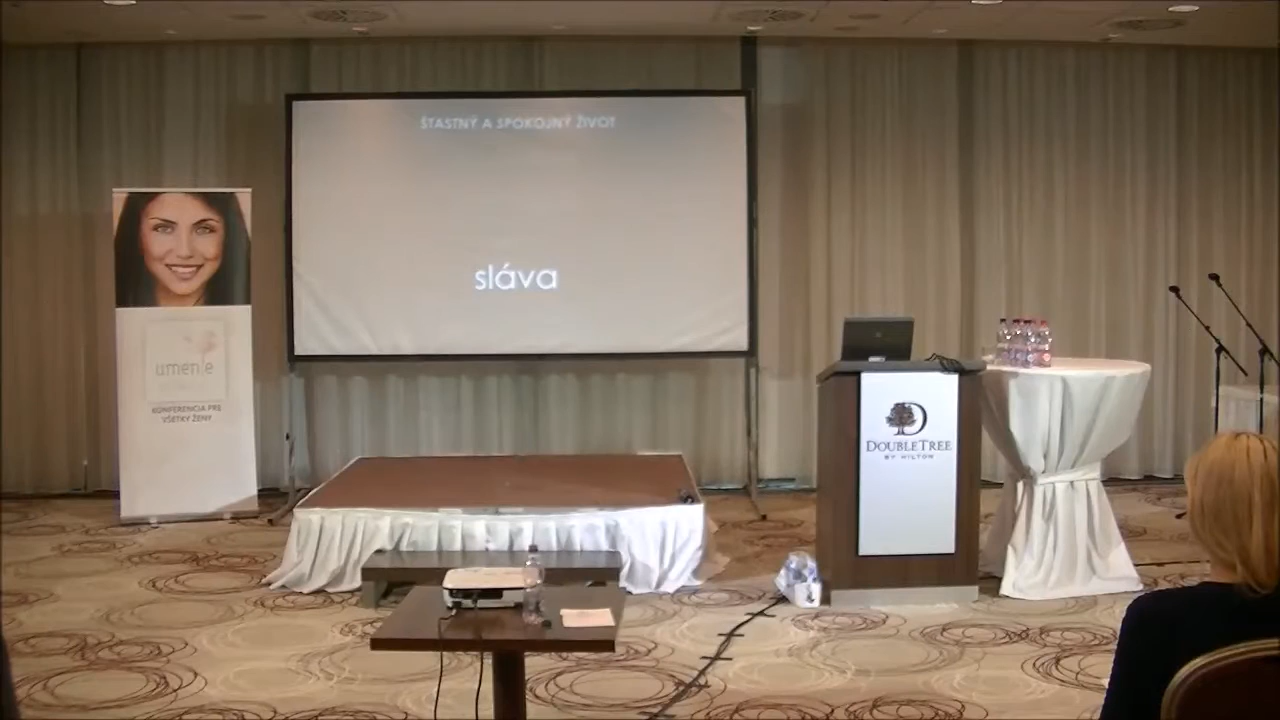 ŠŤASTNÝ A SPOKOJNÝ ŽIVOT
sláva
umenie
KONFERENCIA PRE
VŠETKY ŽENY
DOUBLETREE
BY HILTON